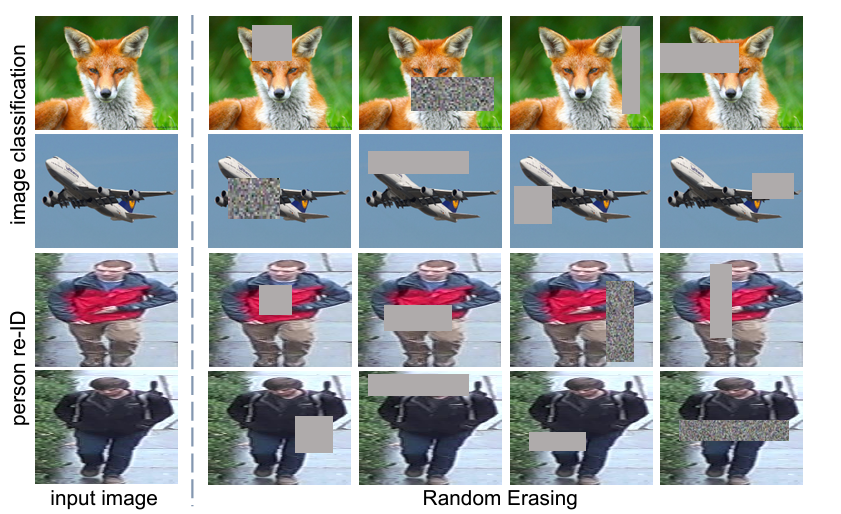 image classification
person re-ID
input image
Random Erasing